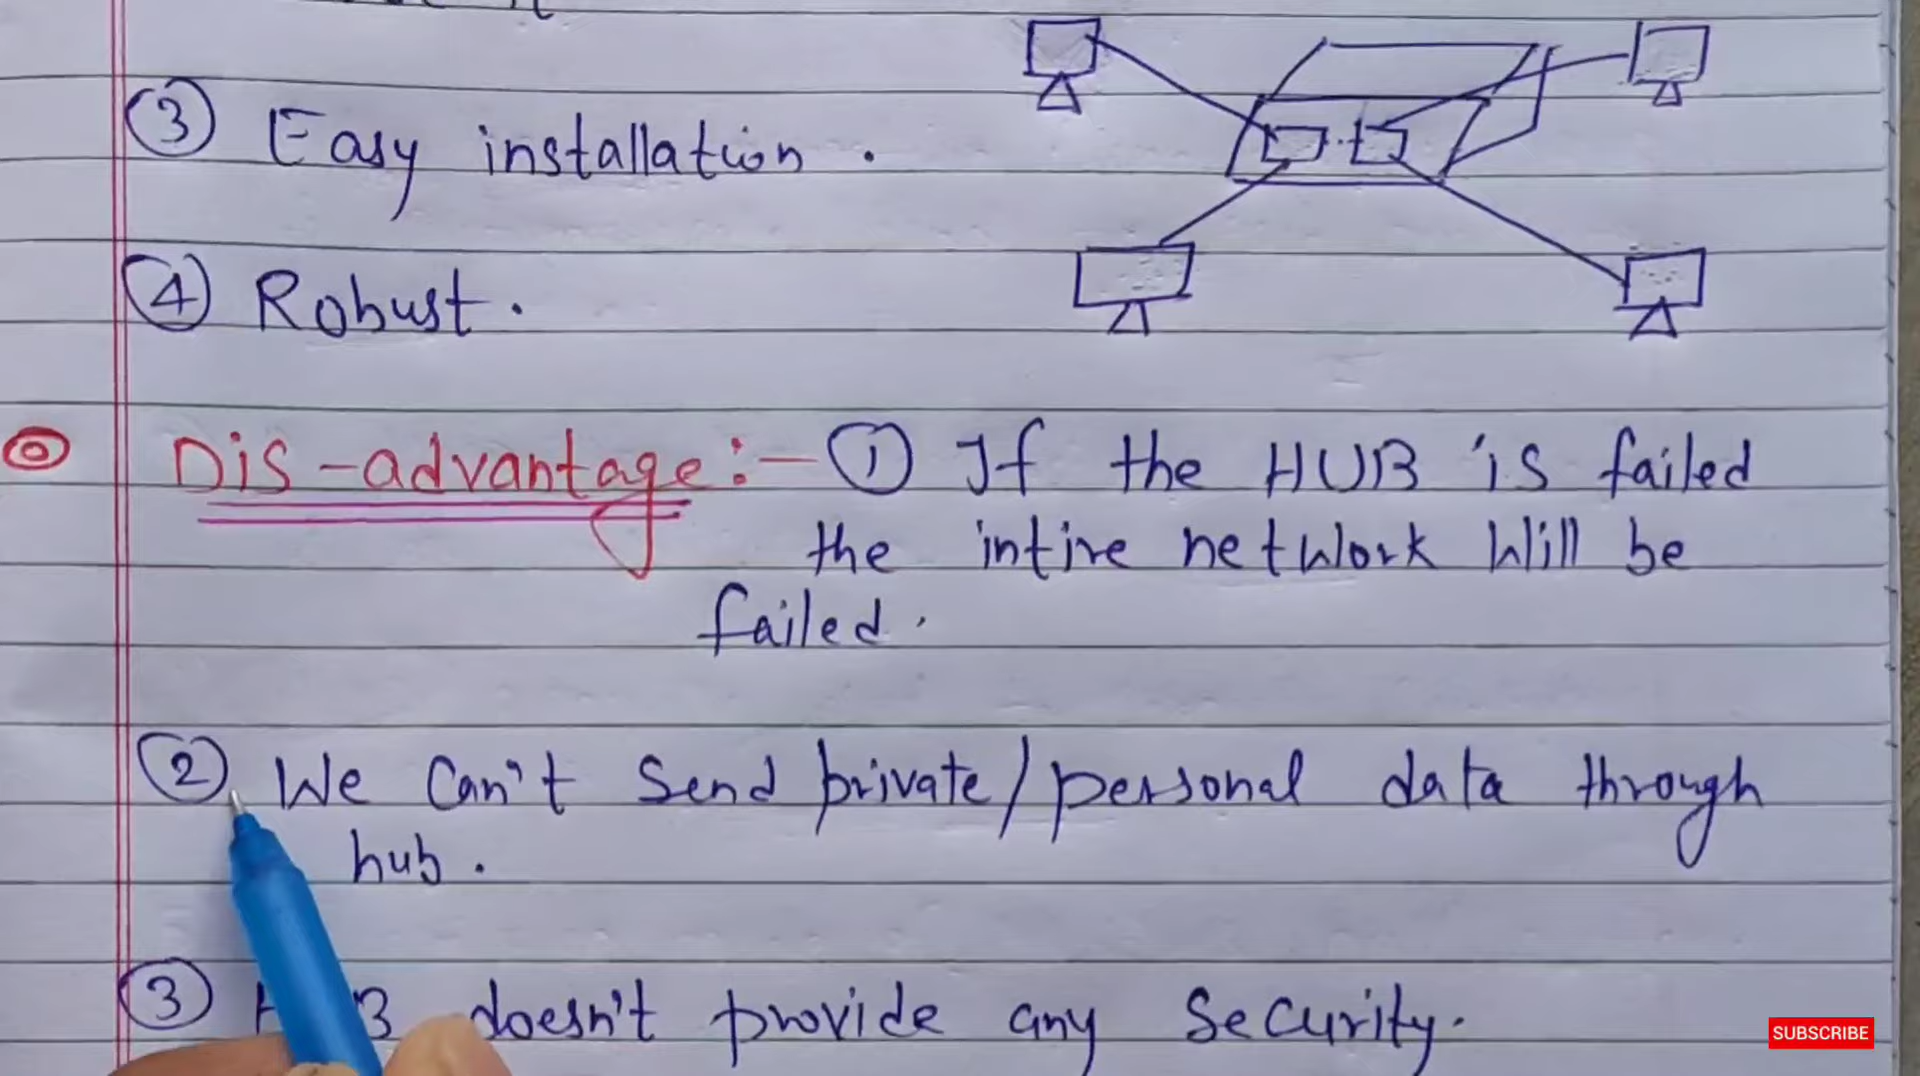 ③ Easy installation.
④ Robust.
Dis-advantage:- ① If the HUB is failed
the intire network will be
failed.
② We Can't Send private/personal data through
hub.
③ doesn't provide any Security.
SUBSCRIBE